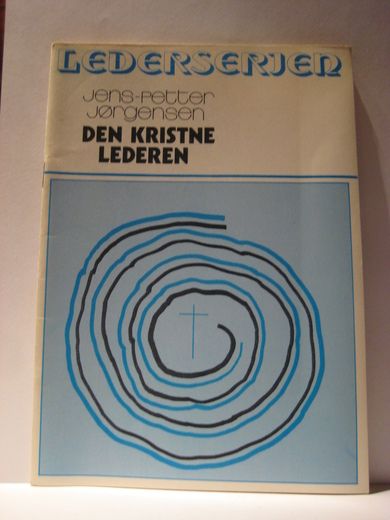 LEDERSERIEN
Jens-Petter
Jørgensen
DEN KRISTNE
LEDEREN